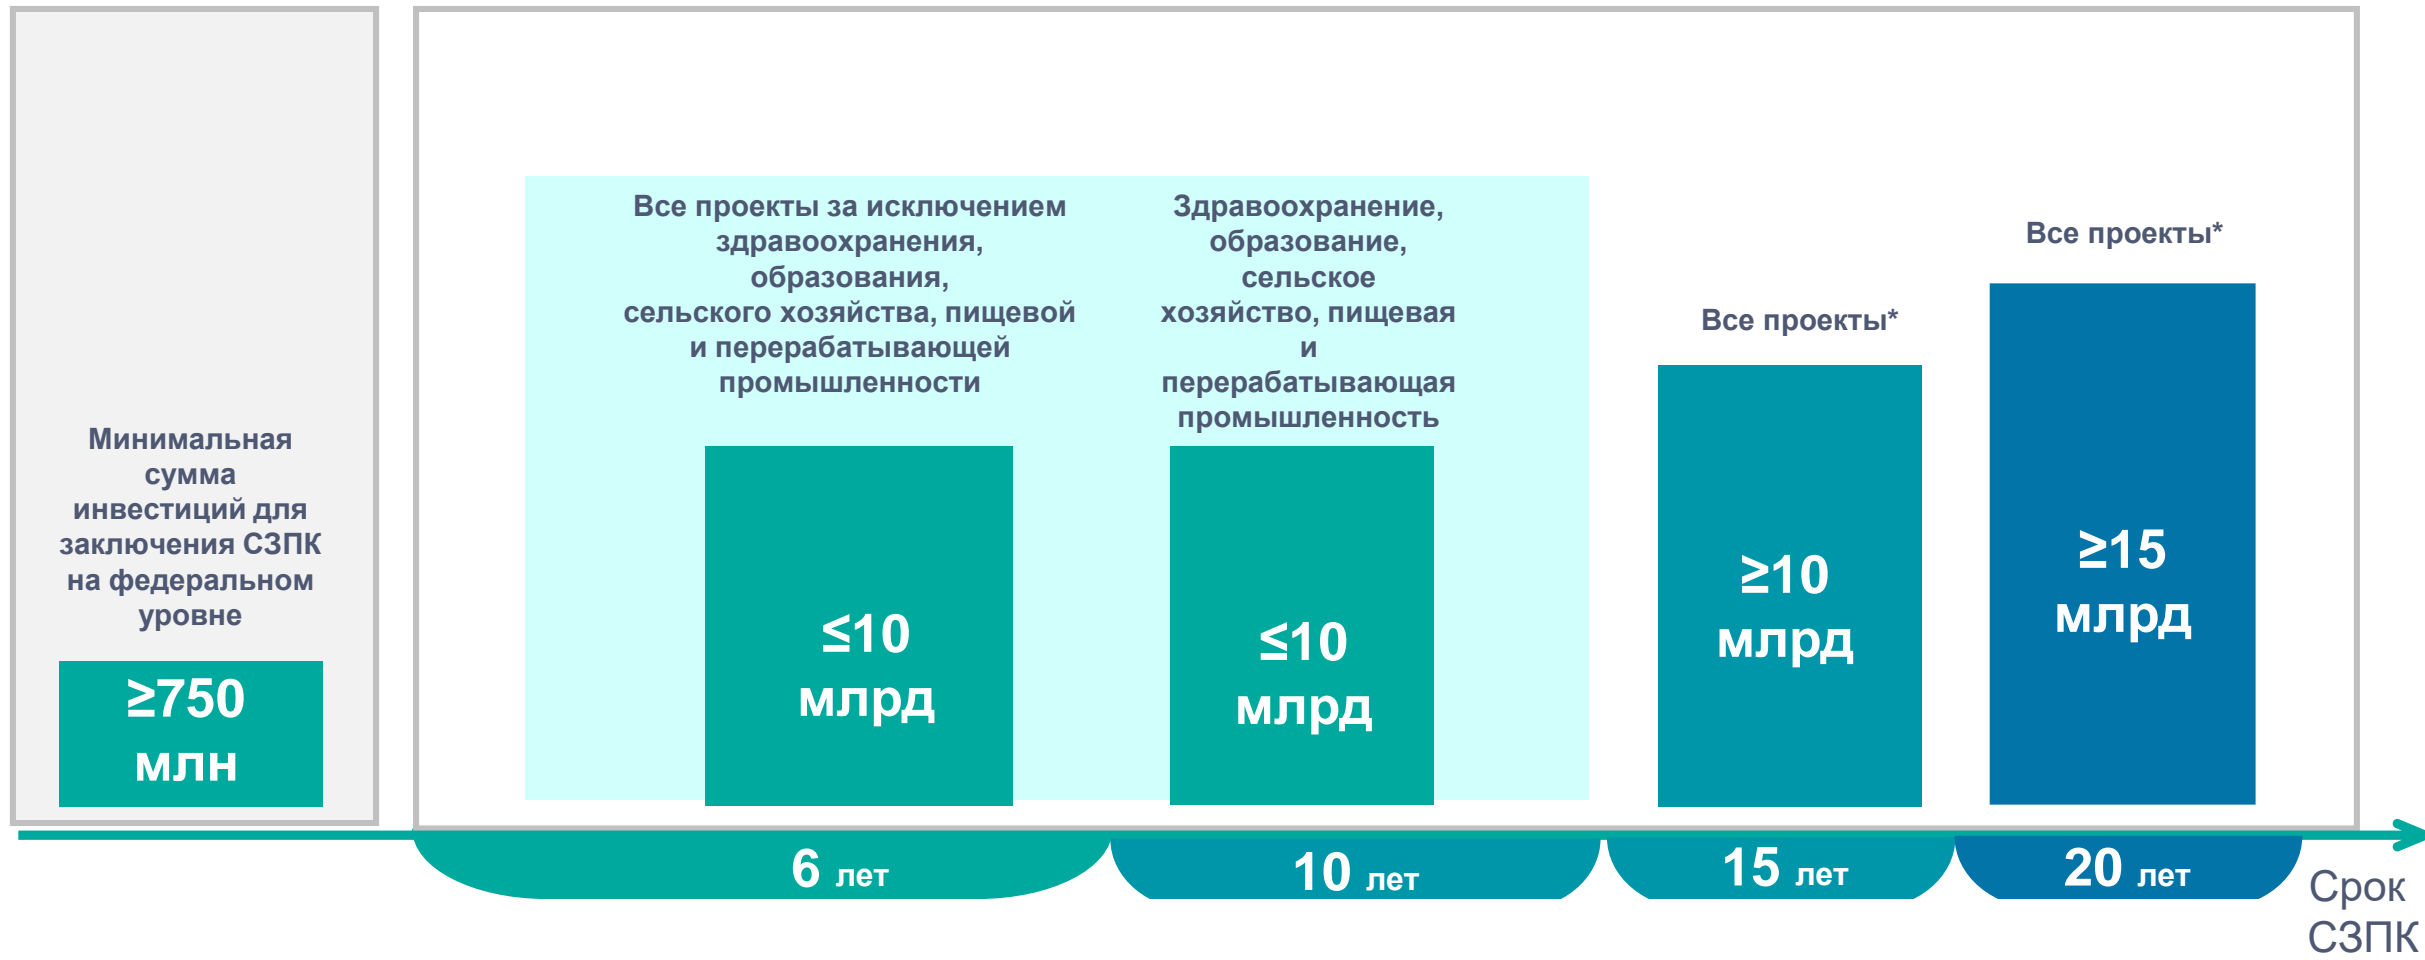 Минимальная
сумма
инвестиций для
заключения СЗПК
на федеральном
уровне
≥750
млн
Все проекты за исключением
здравоохранения,
образования,
сельского хозяйства, пищевой
и перерабатывающей
промышленности
≤10
млрд
Здравоохранение,
образование,
сельское
хозяйство, пищевая
и
перерабатывающая
промышленность
≤10
млрд
Все проекты*
≥10
млрд
Все проекты*
≥15
млрд
6 лет
10 лет
15 лет
20 лет
Срок
СЗПК